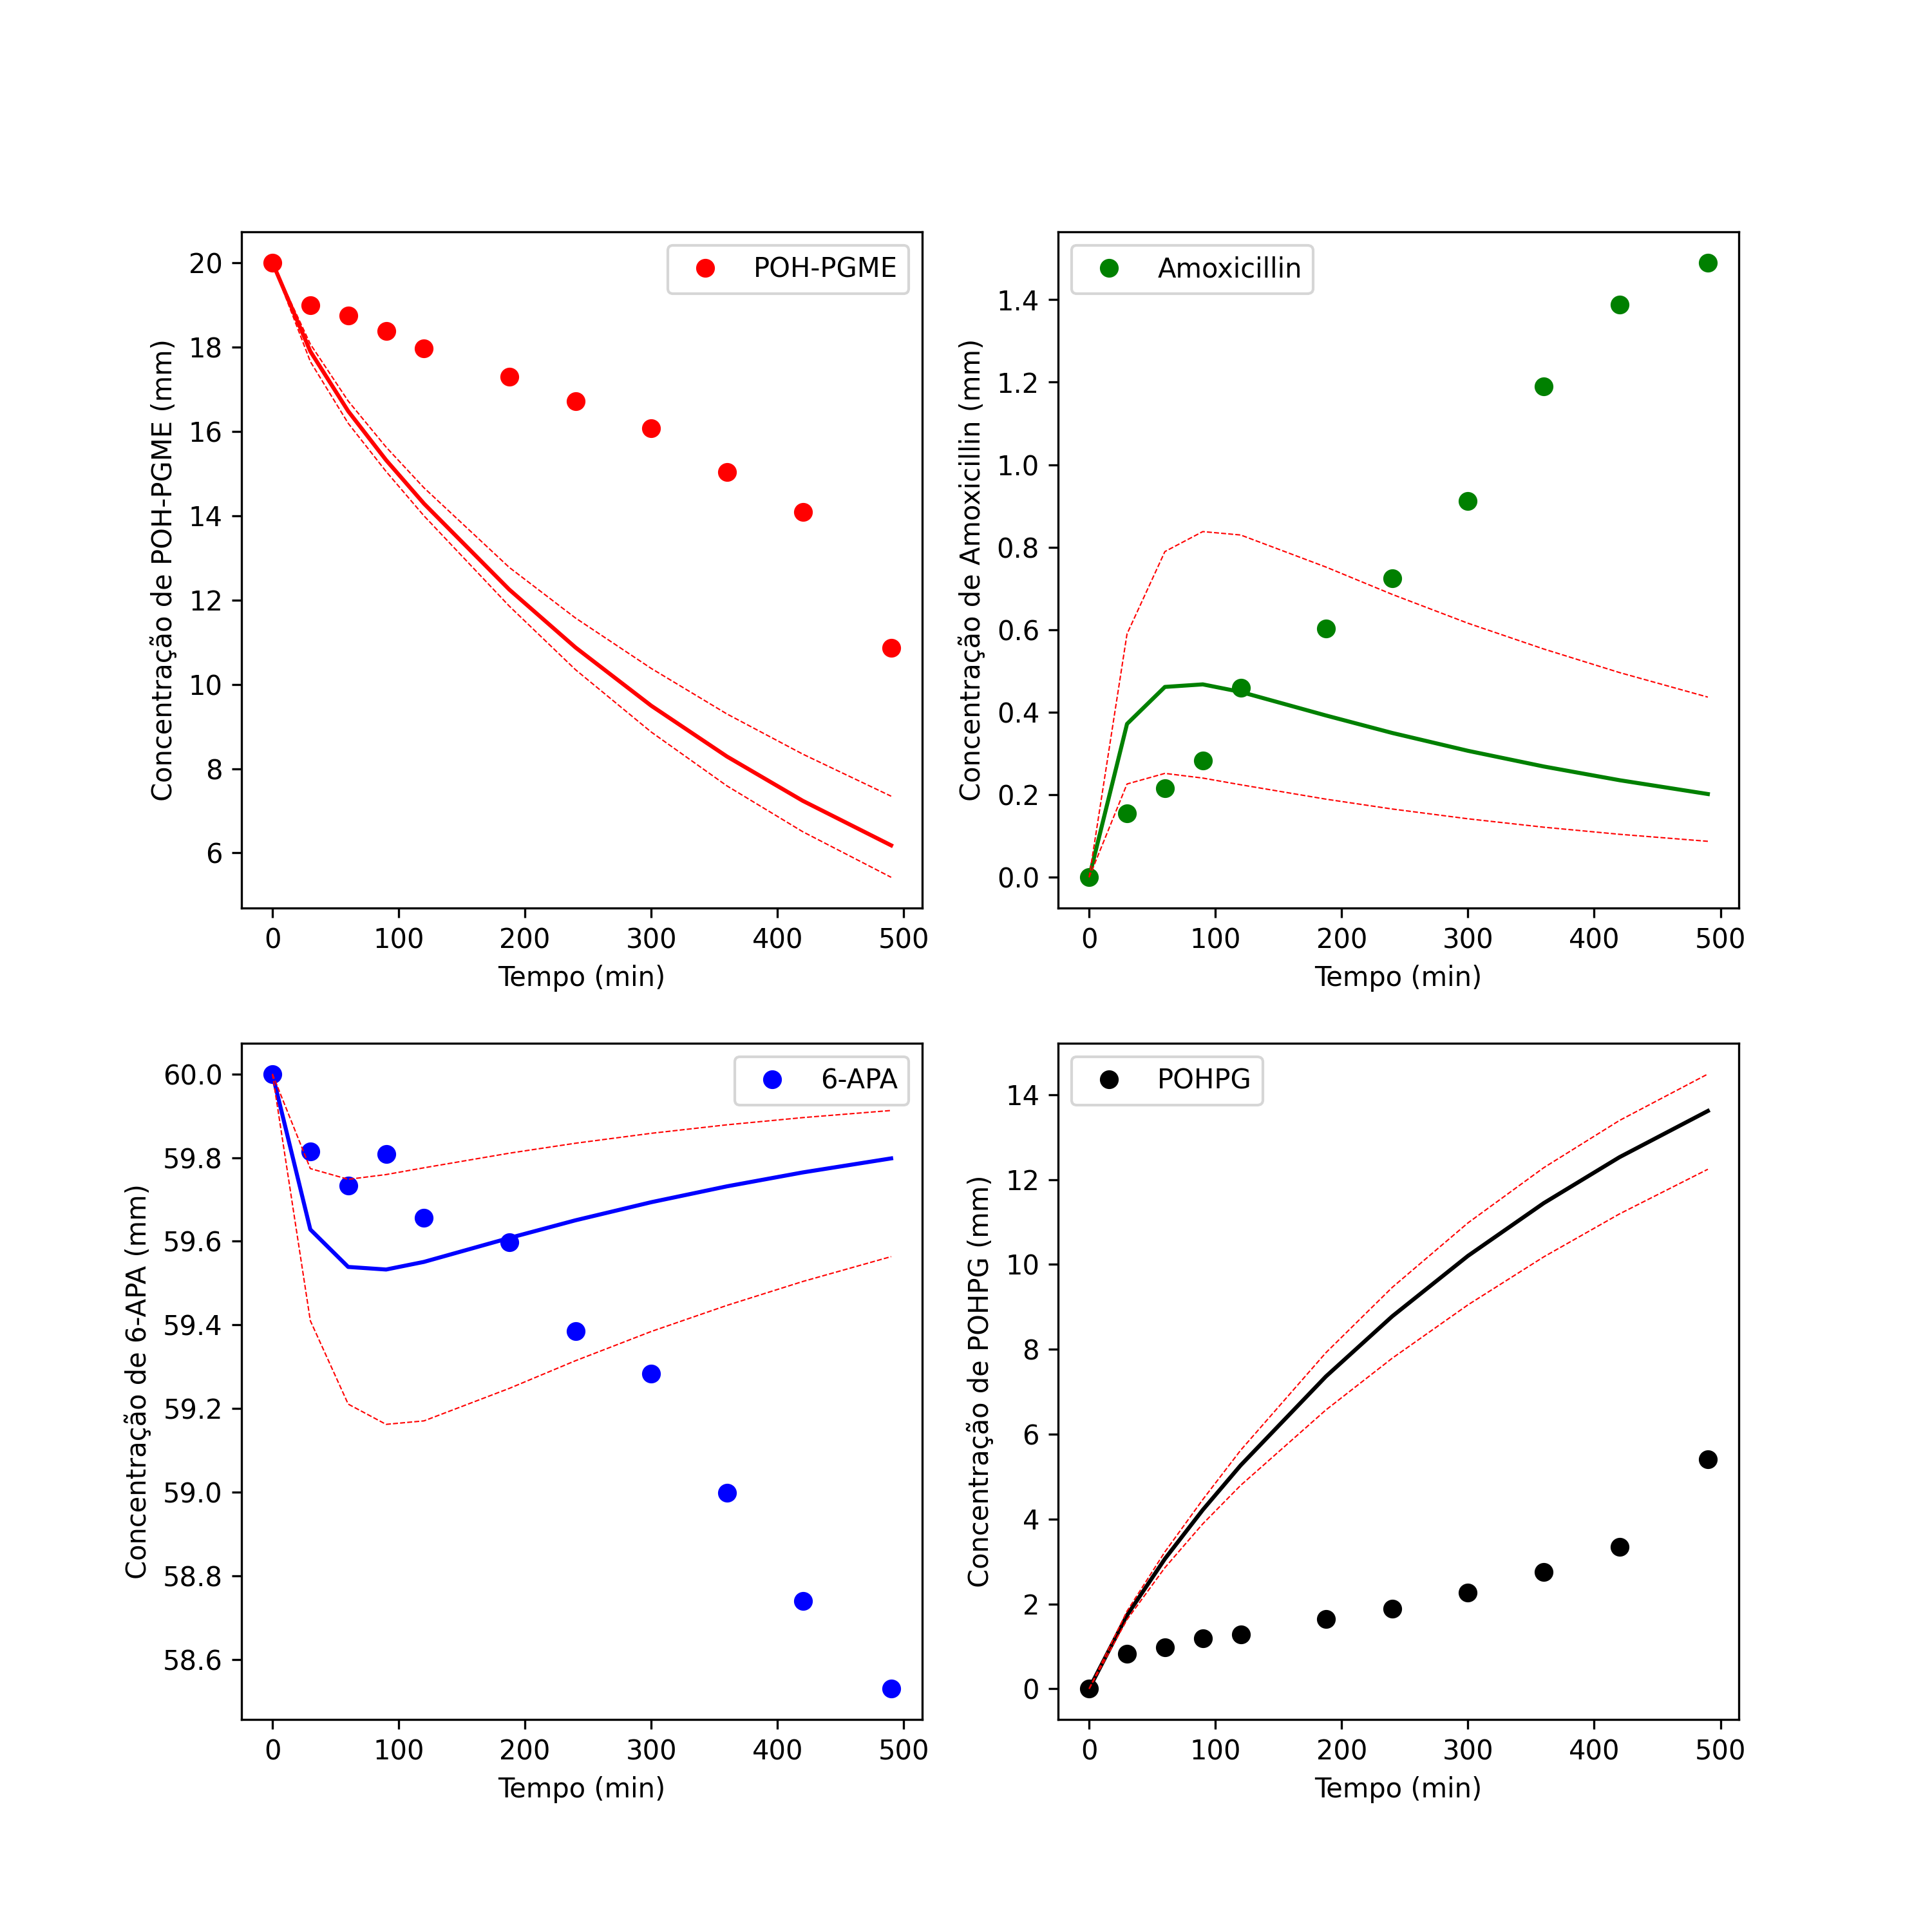 POH-PGME
Concentração de POH-PGME (mm)
20
18
16
14
12
10
8
6
0 100 200 300 400 500
Tempo (min)
Amoxicillin
Concentração de Amoxicillin (mm)
1.4
1.2
1.0
0.8
0.6
0.4
0.2
0.0
0 100 200 300 400 500
Tempo (min)
6-APA
Concentração de 6-APA (mm)
60.0
59.8
59.6
59.4
59.2
59.0
58.8
58.6
0 100 200 300 400 500
Tempo (min)
POHPG
Concentração de POHPG (mm)
14
12
10
8
6
4
2
0
0 100 200 300 400 500
Tempo (min)